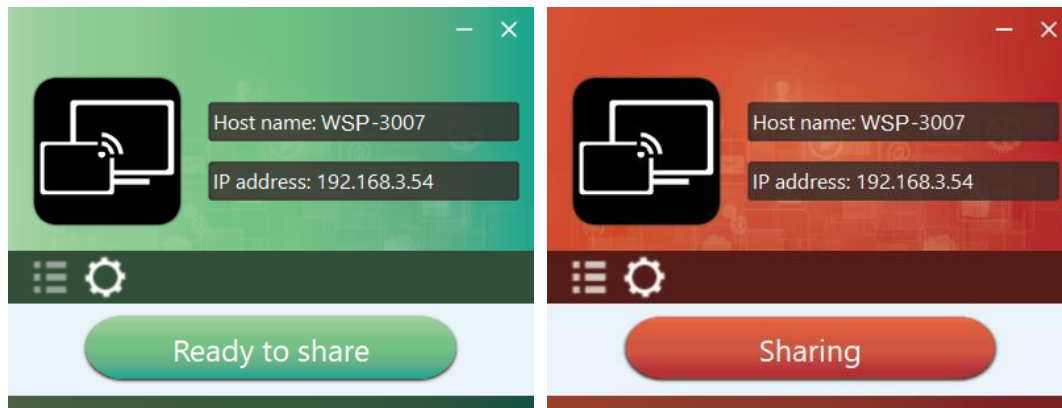 Host name: WSP-3007
IP address: 192.168.3.54
Ready to share
Host name: WSP-3007
IP address: 192.168.3.54
Sharing